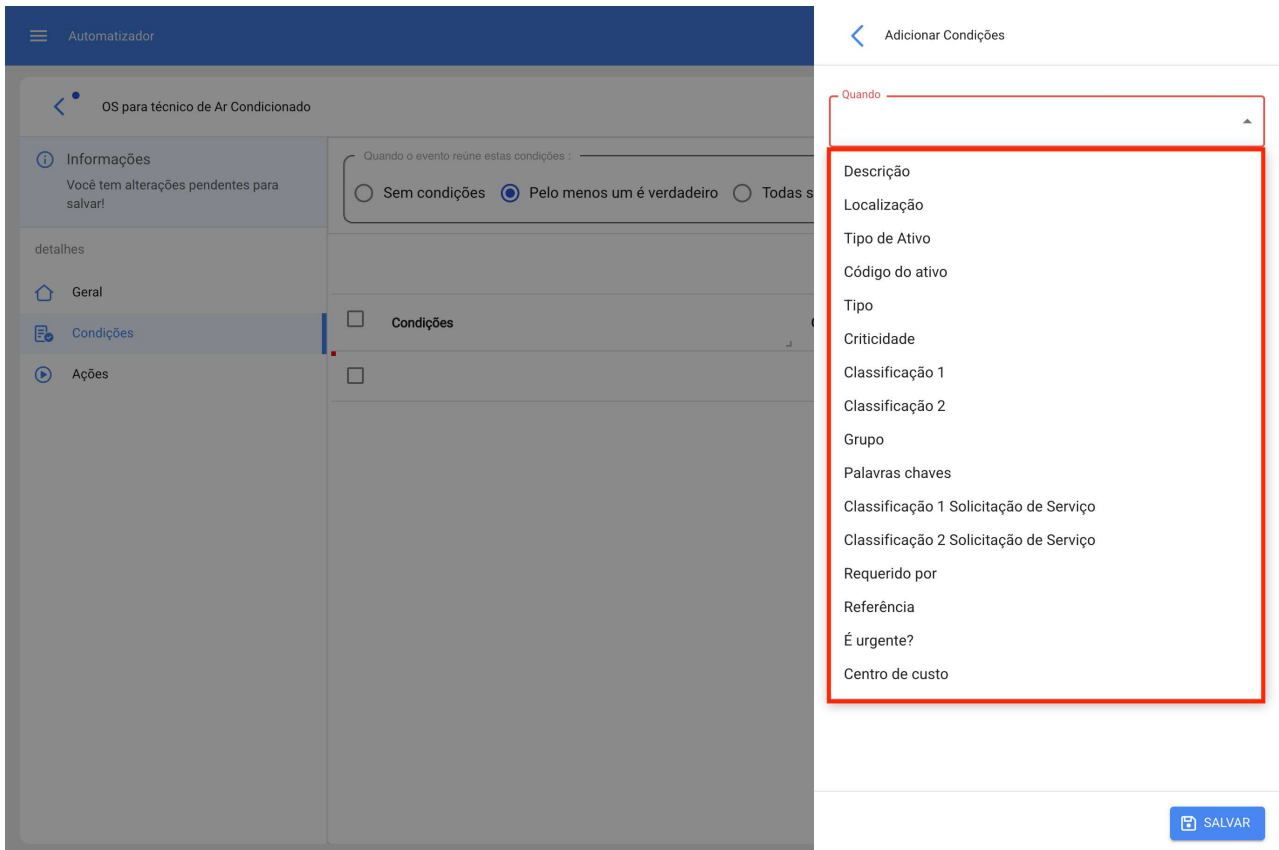 Automatizador
OS para técnico de Ar Condicionado
Informações
Você tem alterações pendentes para
salvar!
detalhes
Geral
Condições
Ações
Quando o evento reúne estas condições :
Sem condições Pelo menos um é verdadeiro Todas s
Condições
Adicionar Condições
Quando
Descrição
Localização
Tipo de Ativo
Código do ativo
Tipo
Criticidade
Classificação 1
Classificação 2
Grupo
Palavras chaves
Classificação 1 Solicitação de Serviço
Classificação 2 Solicitação de Serviço
Requerido por
Referência
É urgente?
Centro de custo
SALVAR